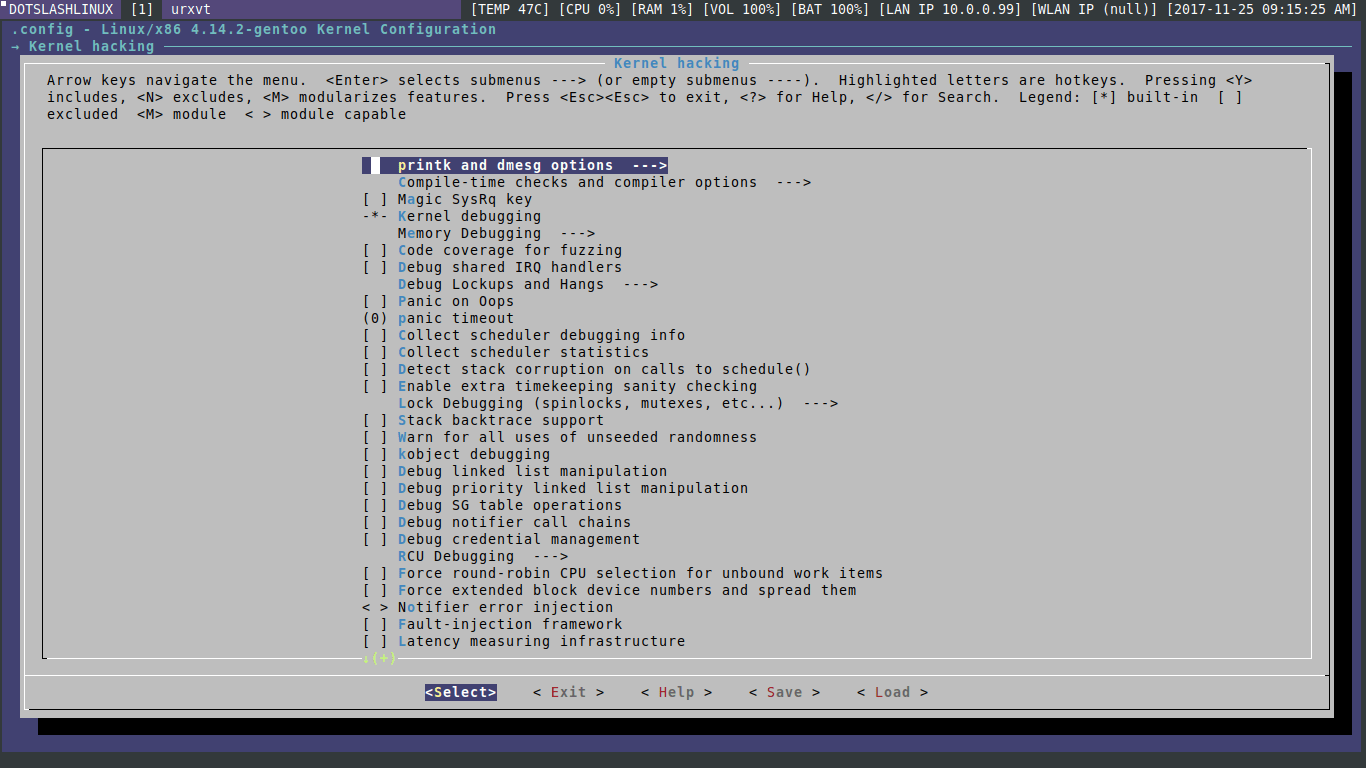 DOTSLASHLINUX [1] urxvt [TEMP 47C] [CPU 0%] [RAM 1%] [VOL 100%] [BAT 100%] [LAN IP 10.0.0.99] [WLAN IP (null)] [2017-11-25 09:15:25 AM]
.config - Linux/x86 4.14.2-gentoo Kernel Configuration
→ Kernel hacking
Kernel hacking
Arrow keys navigate the menu.  <Enter> selects submenus ---> (or empty submenus ----).  Highlighted letters are hotkeys.  Pressing <Y>
includes, <N> excludes, <M> modularizes features.  Press <Esc><Esc> to exit, <?> for Help, </> for Search.  Legend: [*] built-in  [ ]
excluded  <M> module  < > module capable
printk and dmesg options  --->
Compile-time checks and compiler options  --->
[ ] Magic SysRq key
-*- Kernel debugging
Memory Debugging  --->
[ ] Code coverage for fuzzing
[ ] Debug shared IRQ handlers
Debug Lockups and Hangs  --->
[ ] Panic on Oops
(0) panic timeout
[ ] Collect scheduler debugging info
[ ] Collect scheduler statistics
[ ] Detect stack corruption on calls to schedule()
[ ] Enable extra timekeeping sanity checking
Lock Debugging (spinlocks, mutexes, etc...)  --->
[ ] Stack backtrace support
[ ] Warn for all uses of unseeded randomness
[ ] kobject debugging
[ ] Debug linked list manipulation
[ ] Debug priority linked list manipulation
[ ] Debug SG table operations
[ ] Debug notifier call chains
[ ] Debug credential management
RCU Debugging  --->
[ ] Force round-robin CPU selection for unbound work items
[ ] Force extended block device numbers and spread them
< > Notifier error injection
[ ] Fault-injection framework
[ ] Latency measuring infrastructure
↓(+)
<Select> < Exit > < Help > < Save > < Load >